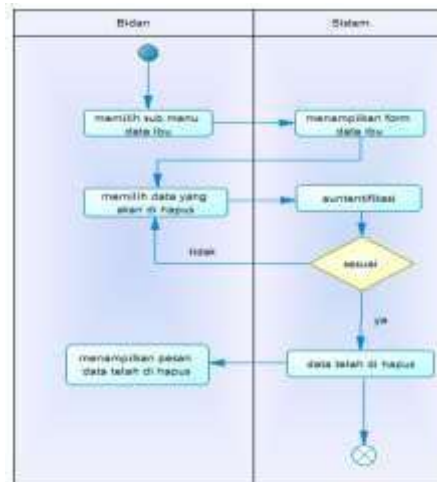 Bidan
Sistem
memilih sub menu
data ibu
menampilkan form
data ibu
memilih data yang
akan di hapus
auntentifikasi
tidak
sesuai
ya
menampilkan pesan
data telah di hapus
data telah di hapus